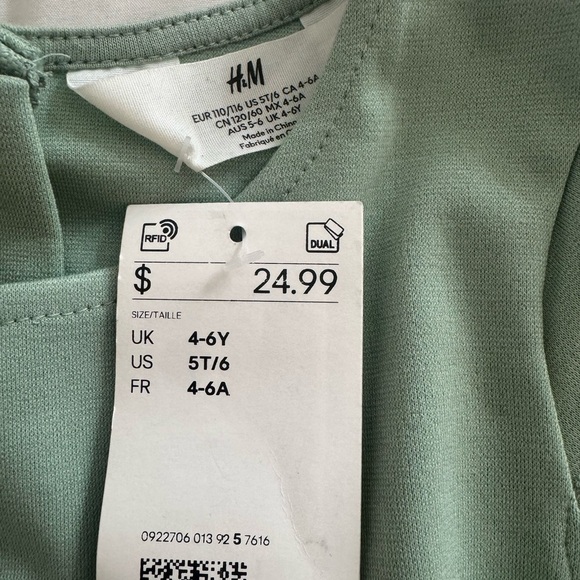 H&M
EUR 110/116 US 5T/6 CA 4-6A
CN 120/60 MX 4-6A
AUS 5-6 UK 4-6Y
Made in China
Fabriqué en
RFID
DUAL
$ 24.99
SIZE/TAILLE
UK 4-6Y
US 5T/6
FR 4-6A
0922706 013 92 5 7616